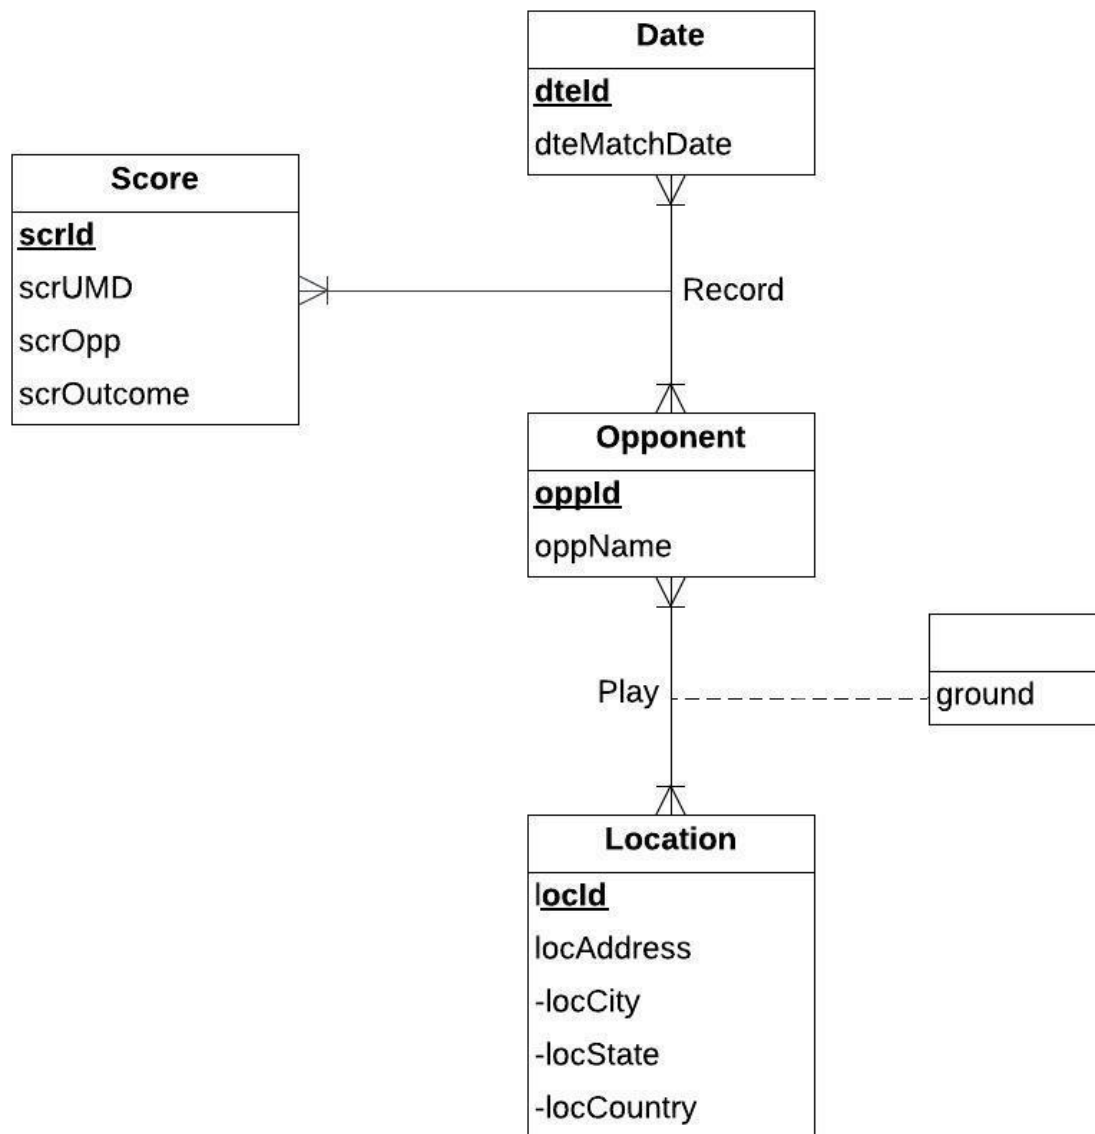 Date
dteId
dteMatchDate
Score
scrId
scrUMD
scrOpp
scrOutcome
Record
Opponent
oppId
oppName
Play
ground
Location
locId
locAddress
-locCity
-locState
-locCountry